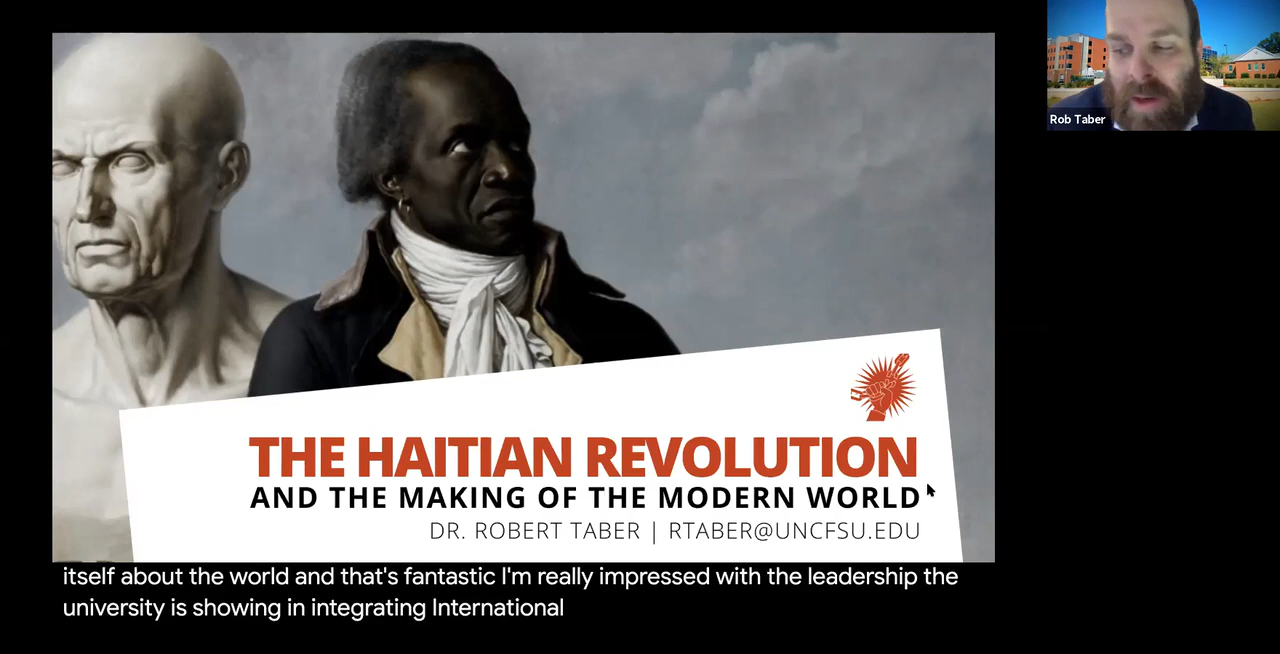 Rob Taber
THE HAITIAN REVOLUTION
AND THE MAKING OF THE MODERN WORLD
DR. ROBERT TABER | RTABER@UNCFSU.EDU
itself about the world and that's fantastic I'm really impressed with the leadership the
university is showing in integrating International